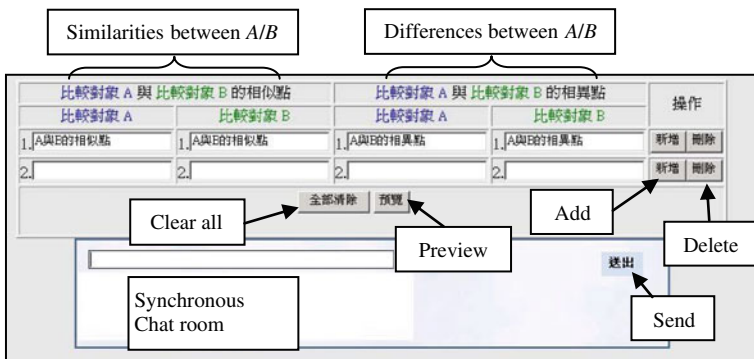 Similarities between A/B Differences between A/B
比較對象 A 與 比較對象 B 的相似點 比較對象 A 與 比較對象 B 的相異點 操作
比較對象 A 比較對象 B 比較對象 A 比較對象 B
1. A與B的相似點 1. A與B的相似點 1. A與B的相異點 1. A與B的相異點 新增 刪除
2. 2. 2. 2. 新增 刪除
全部清除 預覽
Clear all Add
Preview Delete
送出
Synchronous
Chat room
Send